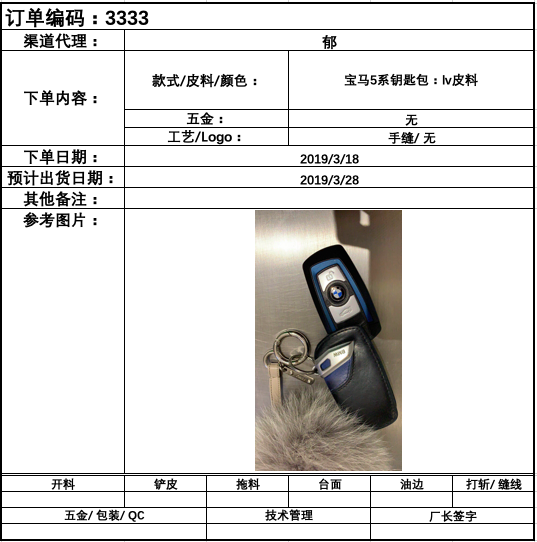 订单编码：3333
渠道代理：
郁
下单内容：
款式/皮料/颜色：
宝马5系钥匙包：lv皮料
五金：
无
工艺/Logo：
手缝/ 无
下单日期：
2019/3/18
预计出货日期：
2019/3/28
其他备注：
参考图片：
开料
铲皮
拖料
台面
油边
打斩/ 缝线
五金/ 包装/ QC
技术管理
厂长签字